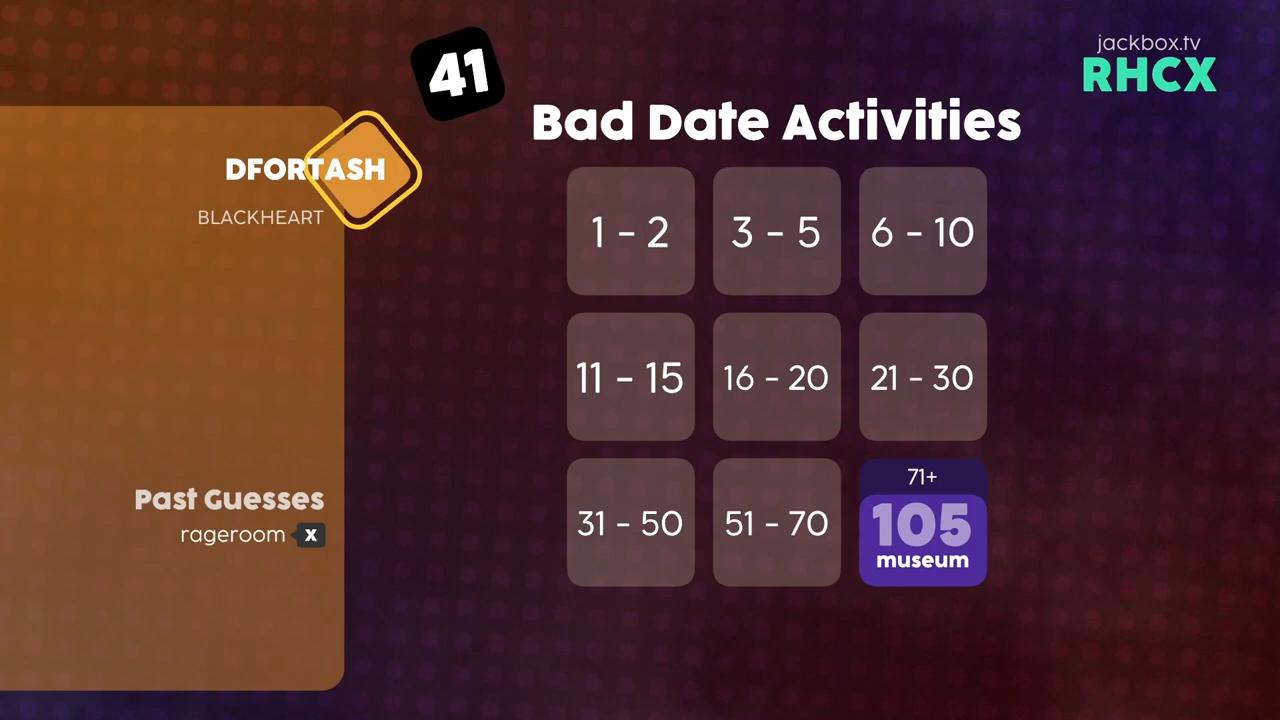 41
jackbox.tv
RHCX
Bad Date Activities
DFORTASH
BLACKHEART
1 - 2
3 - 5
6 - 10
11 - 15
16 - 20
21 - 30
31 - 50
51 - 70
71+
105
museum
Past Guesses
rageroom X